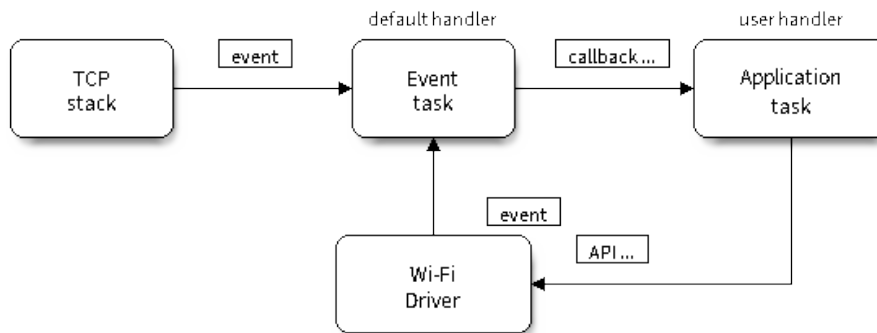 default handler
user handler
event
callback ...
TCP
stack
Event
task
Application
task
event
API ...
Wi-Fi
Driver